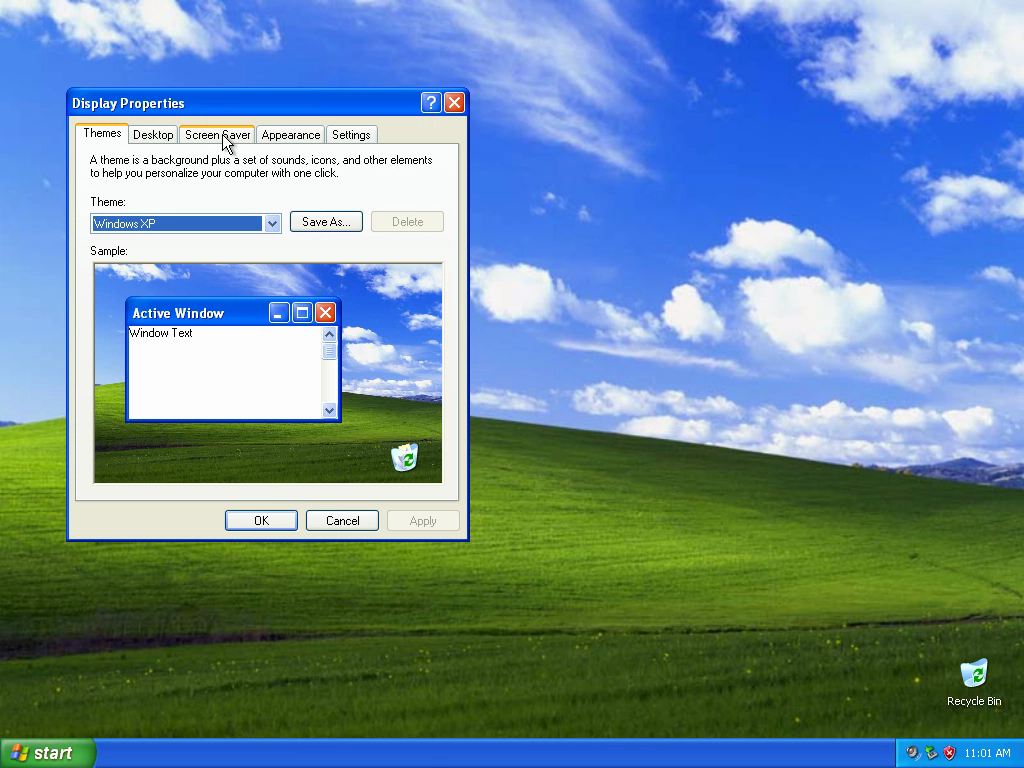 Display Properties
Themes Desktop Screen Saver Appearance Settings
A theme is a background plus a set of sounds, icons, and other elements
to help you personalize your computer with one click.
Theme:
Windows XP Save As... Delete
Sample:
Active Window
Window Text
OK Cancel Apply
Recycle Bin
start 11:01 AM